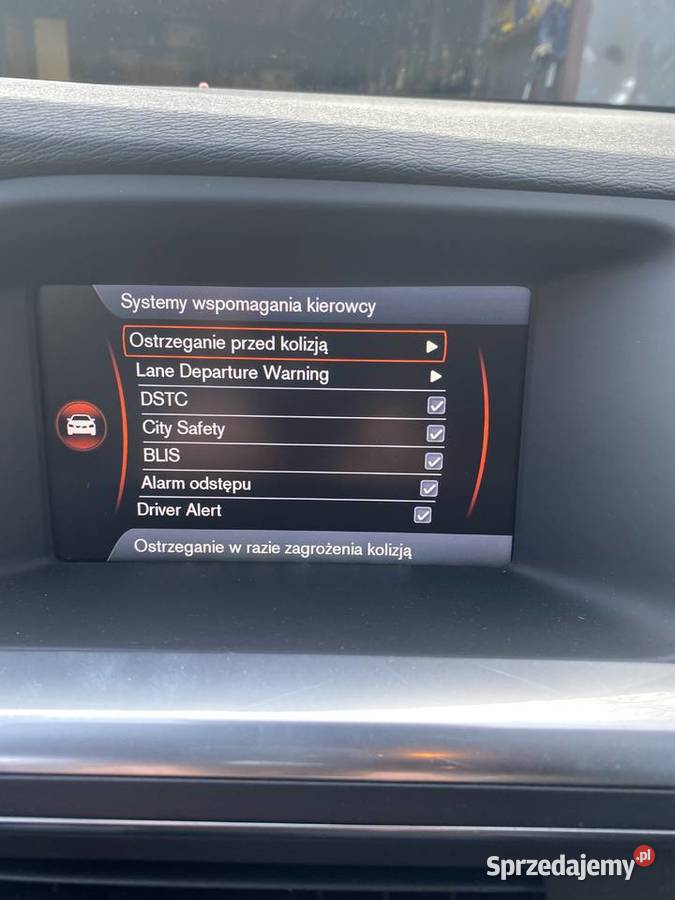 Systemy wspomagania kierowcy
Ostrzeganie przed kolizją
Lane Departure Warning
DSTC
City Safety
BLIS
Alarm odstępu
Driver Alert
Ostrzeganie w razie zagrożenia kolizją
Sprzedajemy.pl